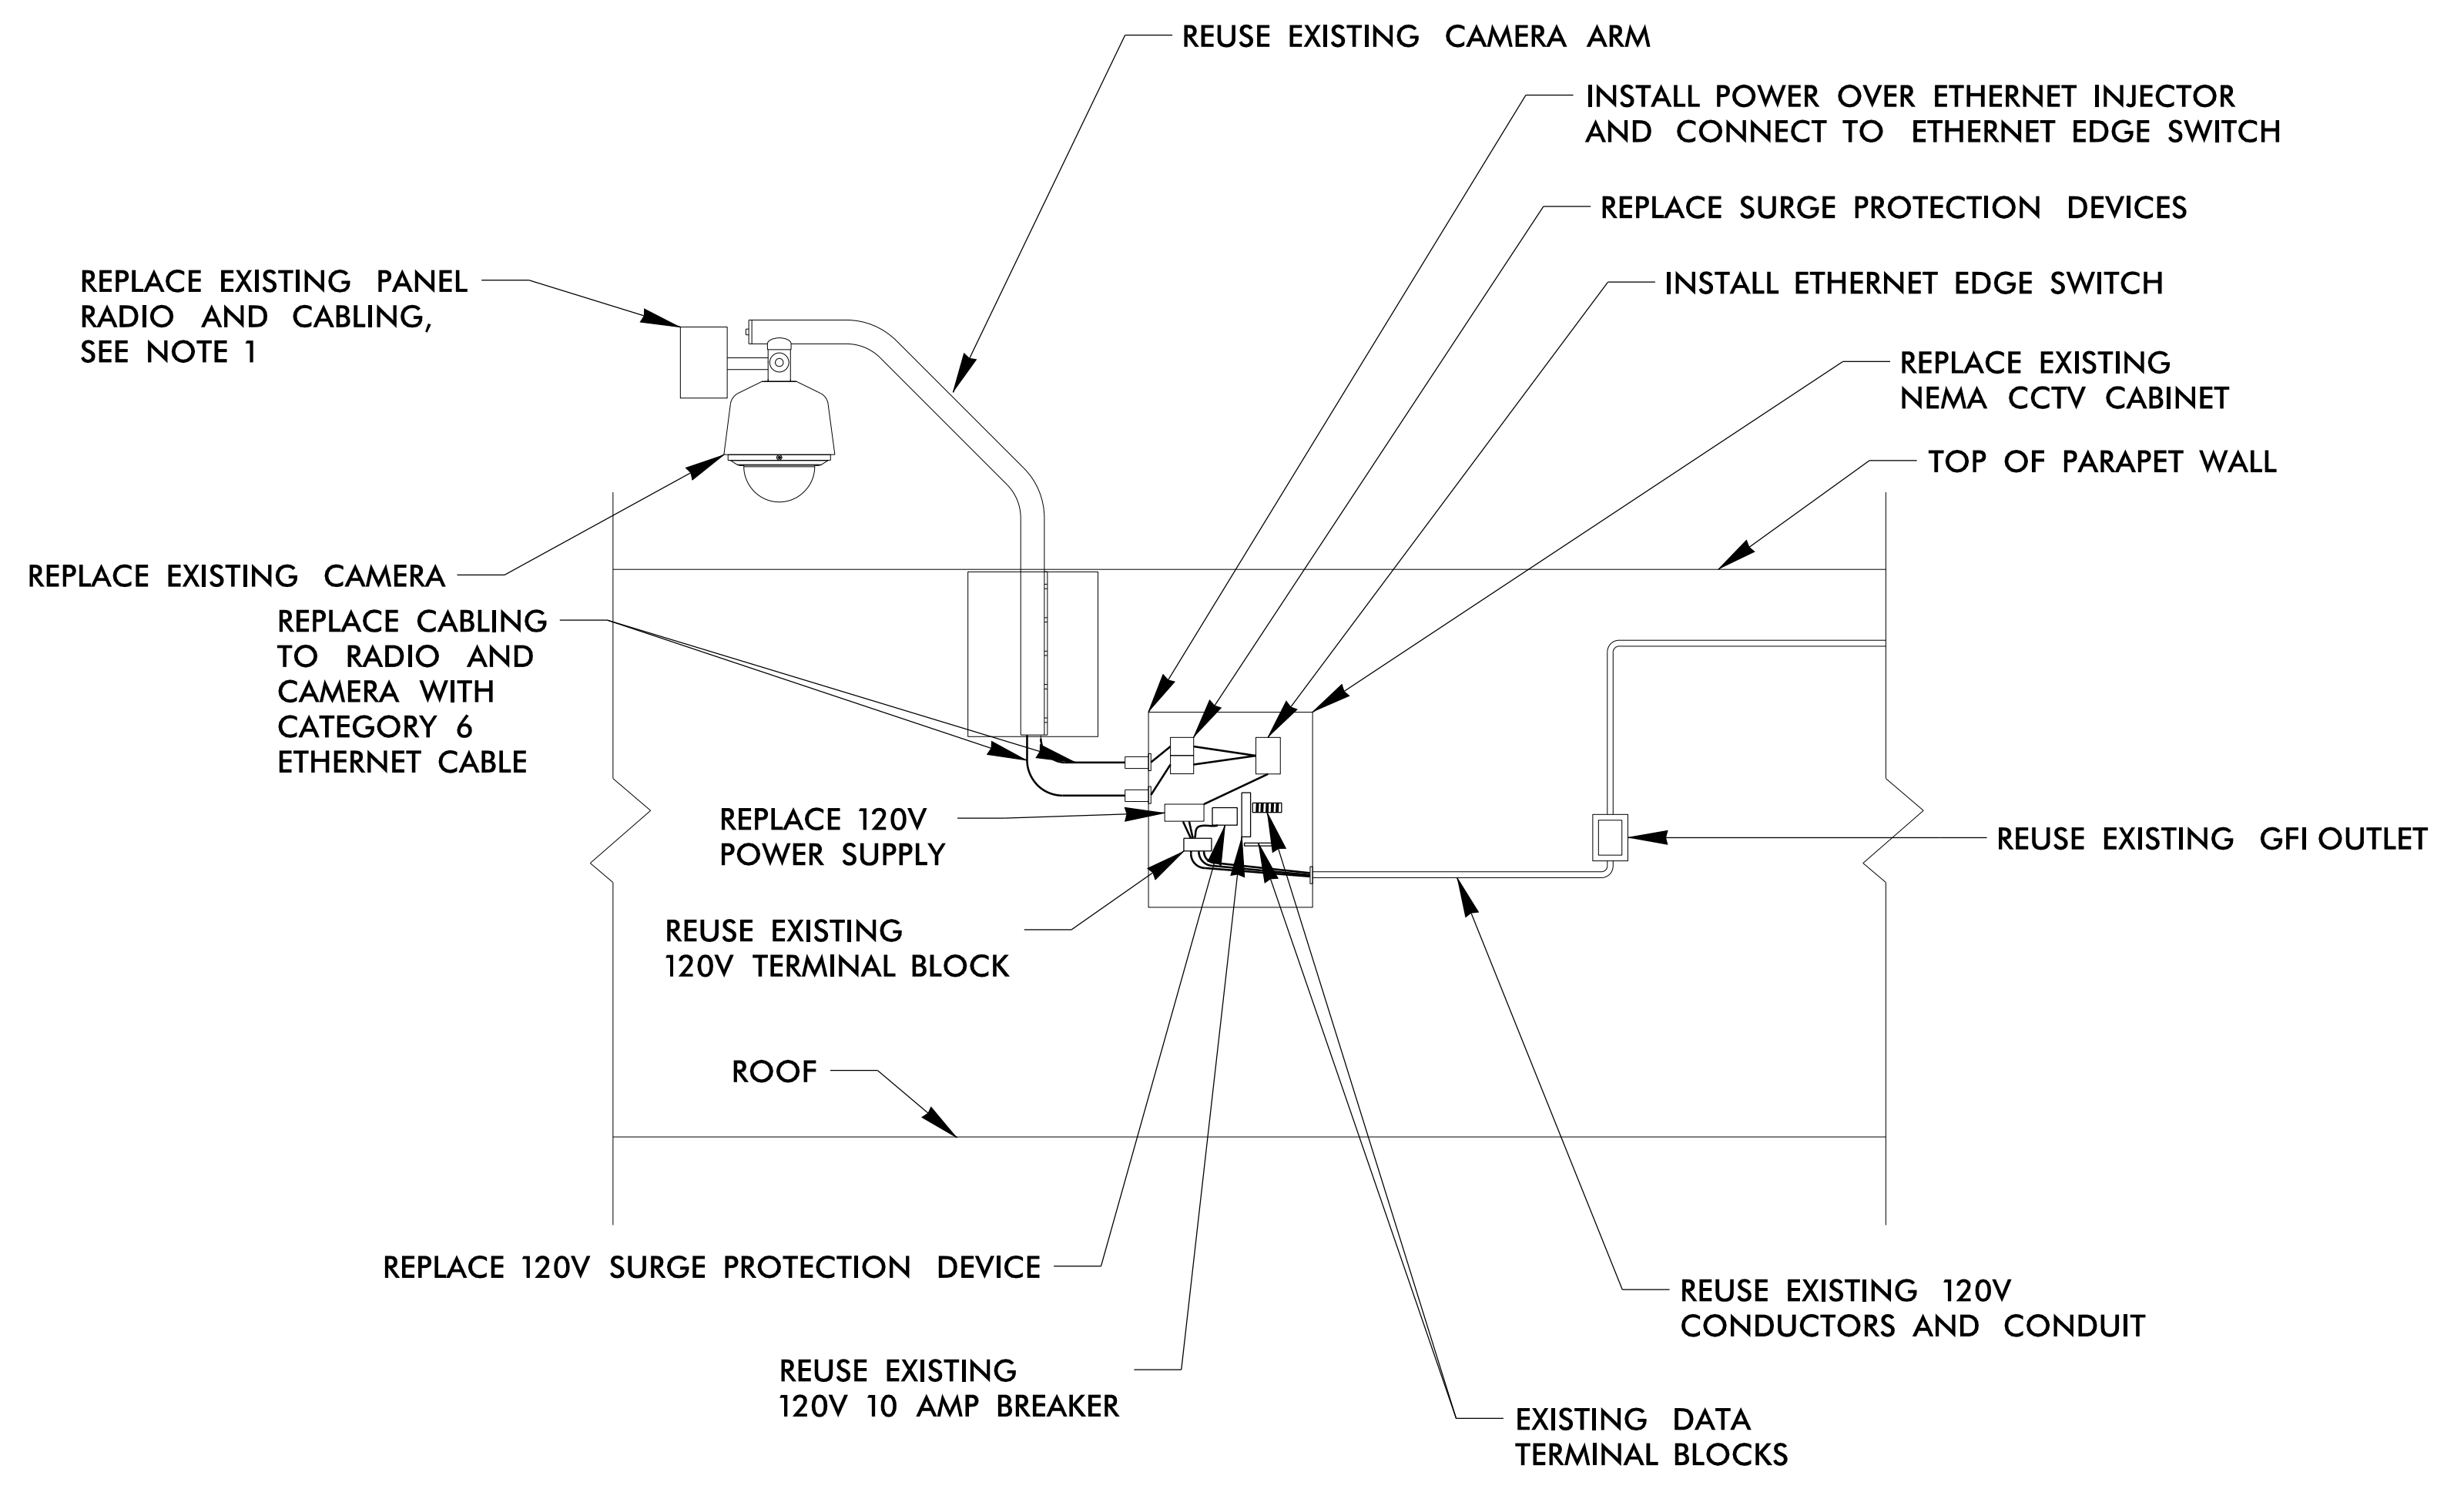 REUSE EXISTING CAMERA ARM
INSTALL POWER OVER ETHERNET INJECTOR
AND CONNECT TO ETHERNET EDGE SWITCH
REPLACE SURGE PROTECTION DEVICES
REPLACE EXISTING PANEL
RADIO AND CABLING,
SEE NOTE 1
INSTALL ETHERNET EDGE SWITCH
REPLACE EXISTING
NEMA CCTV CABINET
TOP OF PARAPET WALL
REPLACE EXISTING CAMERA
REPLACE CABLING
TO RADIO AND
CAMERA WITH
CATEGORY 6
ETHERNET CABLE
REPLACE 120V
POWER SUPPLY
REUSE EXISTING GFI OUTLET
REUSE EXISTING
120V TERMINAL BLOCK
ROOF
REPLACE 120V SURGE PROTECTION DEVICE
REUSE EXISTING 120V
CONDUCTORS AND CONDUIT
REUSE EXISTING
120V 10 AMP BREAKER
EXISTING DATA
TERMINAL BLOCKS